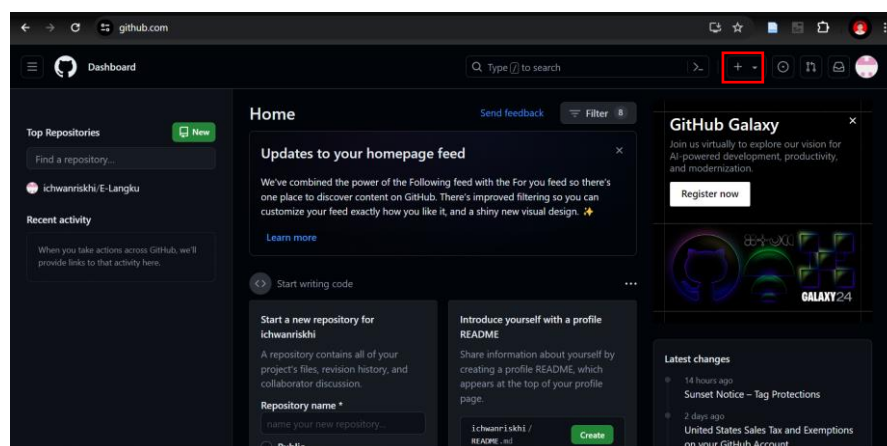 github.com
Dashboard
Type / to search
Top Repositories
New
Find a repository...
ichwanriskhi/E-Langku
Recent activity
When you take actions across GitHub, we'll
provide links to that activity here.
Home
Send feedback
Filter 8
Updates to your homepage feed
We've combined the power of the Following
feed with the For you feed so there's
one place to discover content on GitHub.
There's improved filtering so you can
customize your feed exactly how you like
it, and a shiny new visual design. ✨
Learn more
Start writing code
Start a new repository for
ichwanriskhi
A repository contains all of your
project's files, revision history, and
collaborator discussion.
Repository name *
name your new repository...
Public
Introduce yourself with a profile
README
Share information about yourself by
creating a profile README, which
appears at the top of your profile
page.
ichwanriskhi /
README.md
Create
GitHub Galaxy
Join us virtually to explore our vision for
AI-powered development, productivity,
and modernization.
Register now
GALAXY24
Latest changes
14 hours ago
Sunset Notice – Tag Protections
2 days ago
United States Sales Tax and Exemptions
on your GitHub Account